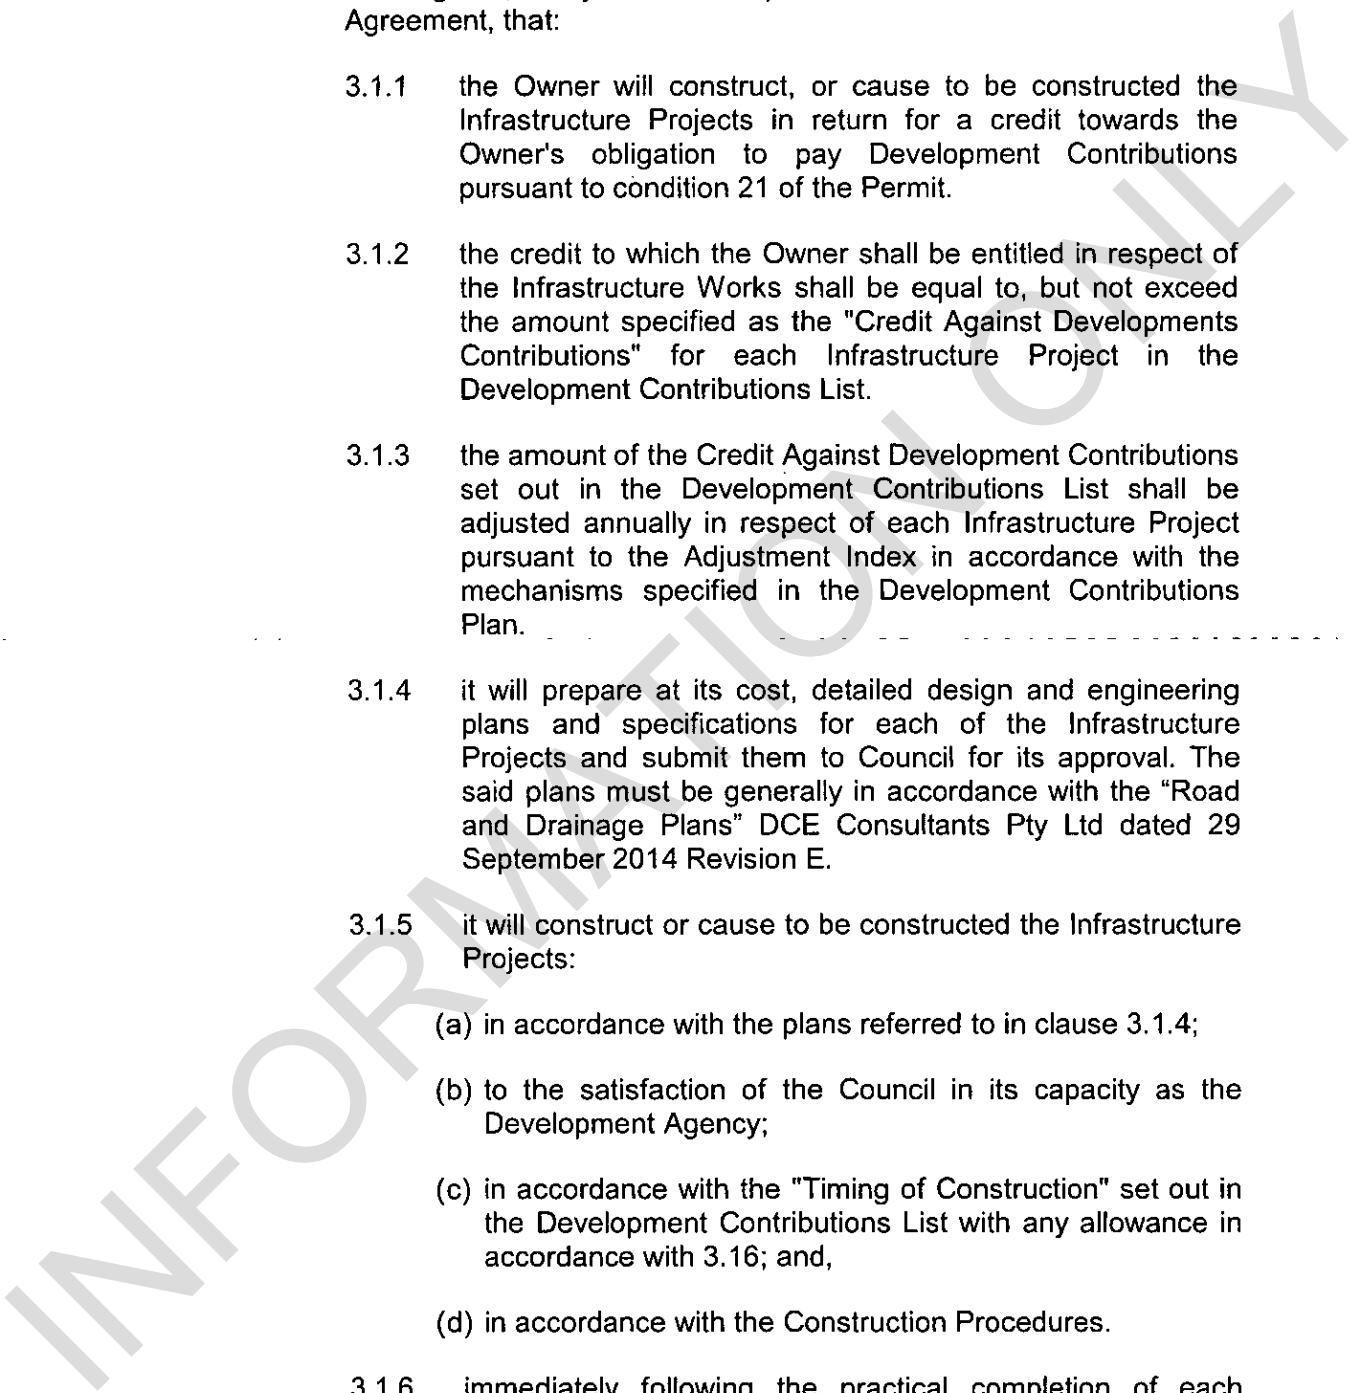 Agreement, that:
3.1.1 the Owner will construct, or cause to be constructed the
Infrastructure Projects in return for a credit towards the
Owner's obligation to pay Development Contributions
pursuant to condition 21 of the Permit.
3.1.2 the credit to which the Owner shall be entitled in respect of
the Infrastructure Works shall be equal to, but not exceed
the amount specified as the "Credit Against Developments
Contributions" for each Infrastructure Project in the
Development Contributions List.
3.1.3 the amount of the Credit Against Development Contributions
set out in the Development Contributions List shall be
adjusted annually in respect of each Infrastructure Project
pursuant to the Adjustment Index in accordance with the
mechanisms specified in the Development Contributions
Plan.
3.1.4 it will prepare at its cost, detailed design and engineering
plans and specifications for each of the Infrastructure
Projects and submit them to Council for its approval. The
said plans must be generally in accordance with the “Road
and Drainage Plans” DCE Consultants Pty Ltd dated 29
September 2014 Revision E.
3.1.5 it will construct or cause to be constructed the Infrastructure
Projects:
(a) in accordance with the plans referred to in clause 3.1.4;
(b) to the satisfaction of the Council in its capacity as the
Development Agency;
(c) in accordance with the "Timing of Construction" set out in
the Development Contributions List with any allowance in
accordance with 3.16; and,
(d) in accordance with the Construction Procedures.
3.1.6 immediately following the practical completion of each
INFORMATION ONLY